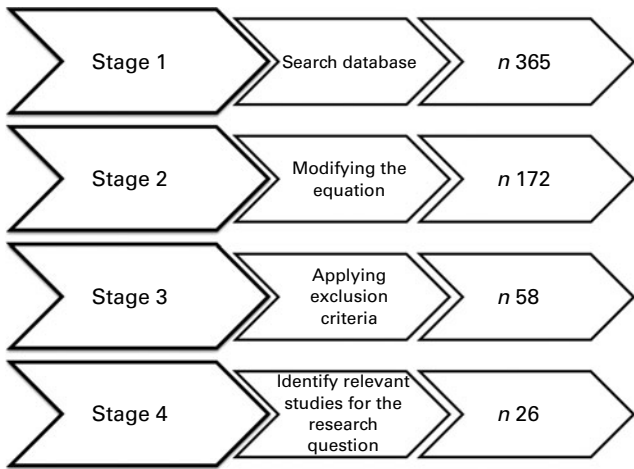 Stage 1
Search database
n 365
Stage 2
Modifying the
equation
n 172
Stage 3
Applying
exclusion
criteria
n 58
Stage 4
Identify relevant
studies for the
research
question
n 26